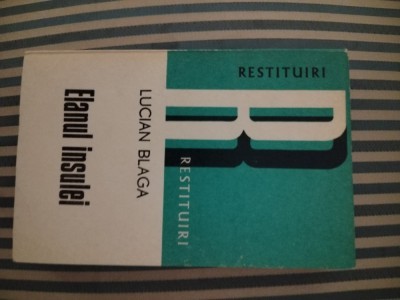 RESTITUIRI
RESTITUIRI
R
LUCIAN BLAGA
Elanul insulei